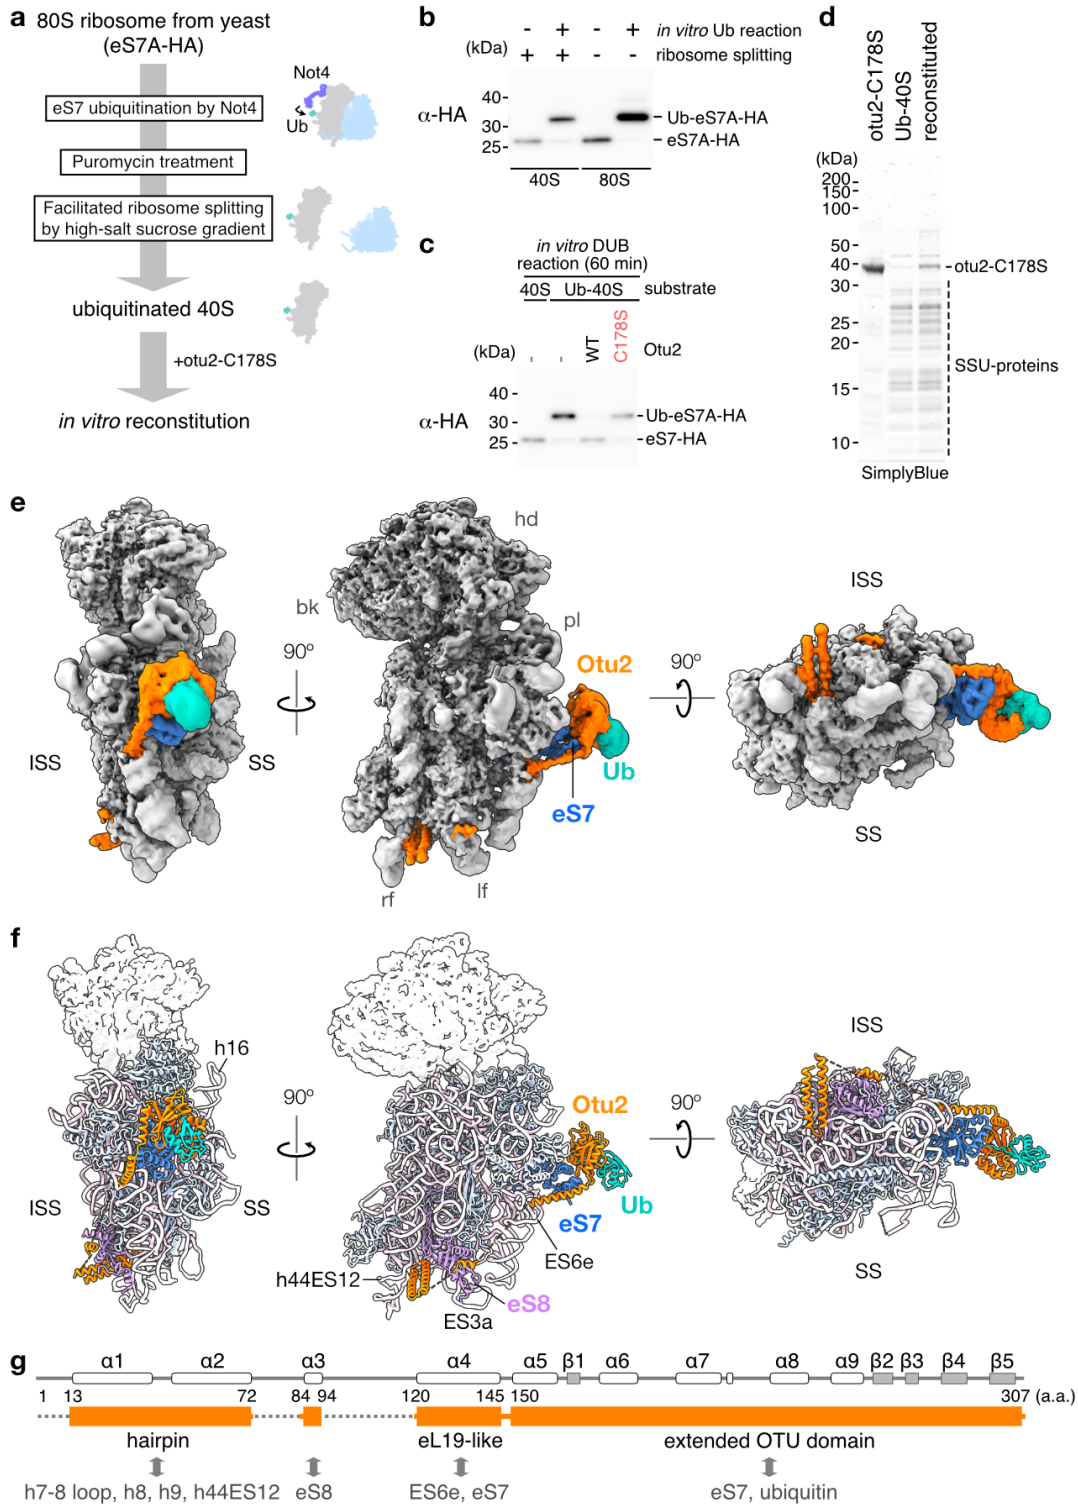 a
80S ribosome from yeast
(eS7A-HA)
eS7 ubiquitination by Not4
Not4
Ub
Puromycin treatment
Facilitated ribosome splitting
by high-salt sucrose gradient
ubiquitinated 40S
+otu2-C178S
in vitro reconstitution
b
- + - + in vitro Ub reaction
(kDa) + + - - ribosome splitting
α-HA
40
30
25
Ub-eS7A-HA
eS7A-HA
40S 80S
c
in vitro DUB
reaction (60 min)
40S Ub-40S substrate
(kDa) - - WT C178S Otu2
α-HA
40
30
25
Ub-eS7A-HA
eS7-HA
d
otu2-C178S
Ub-40S
reconstituted
(kDa)
200
150
100
50
40
30
25
20
15
10
otu2-C178S
SSU-proteins
SimplyBlue
e
hd
bk
pl
90º
Otu2
Ub
eS7
ISS
SS
rf
lf
90º
ISS
SS
f
h16
90º
ISS
SS
Otu2
Ub
eS7
ES6e
h44ES12
eS8
ES3a
90º
ISS
SS
g
α1 α2 α3 α4 α5 β1 α6 α7 α8 α9 β2 β3 β4 β5
1 13 72 84 94 120 145 150 307 (a.a.)
hairpin eL19-like extended OTU domain
h7-8 loop, h8, h9, h44ES12 eS8 ES6e, eS7 eS7, ubiquitin